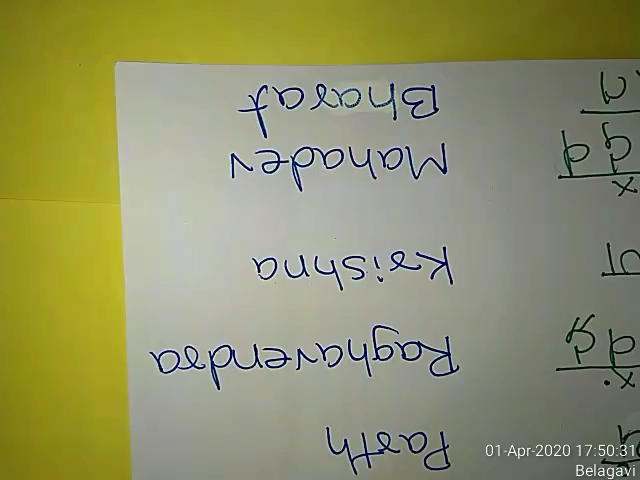 Parth
Raghavendra
Krishna
Mahadev
Bharat
01-Apr-2020 17:50:31
Belagavi